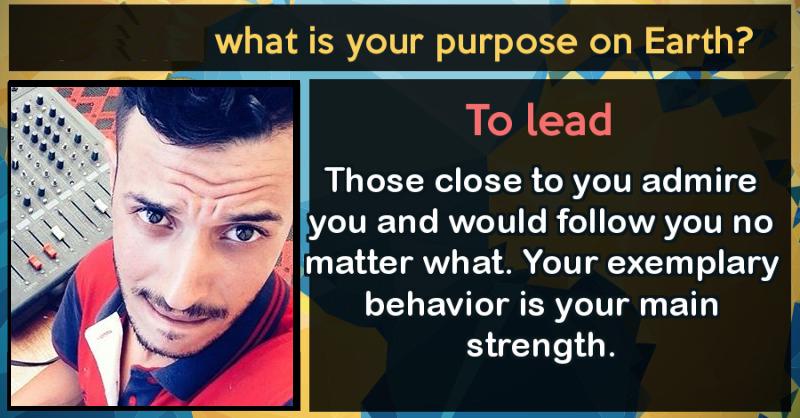 what is your purpose on Earth?
To lead
Those close to you admire
you and would follow you no
matter what. Your exemplary
behavior is your main
strength.